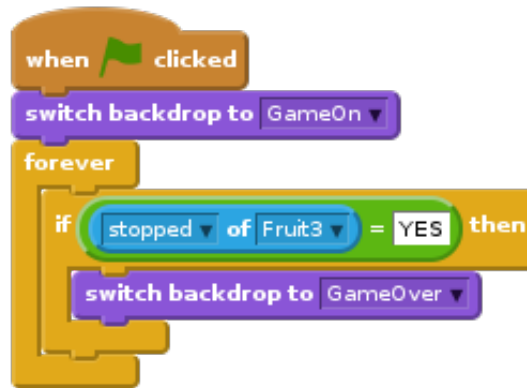 when clicked
switch backdrop to GameOn
forever
if stopped of Fruit3 = YES then
switch backdrop to GameOver